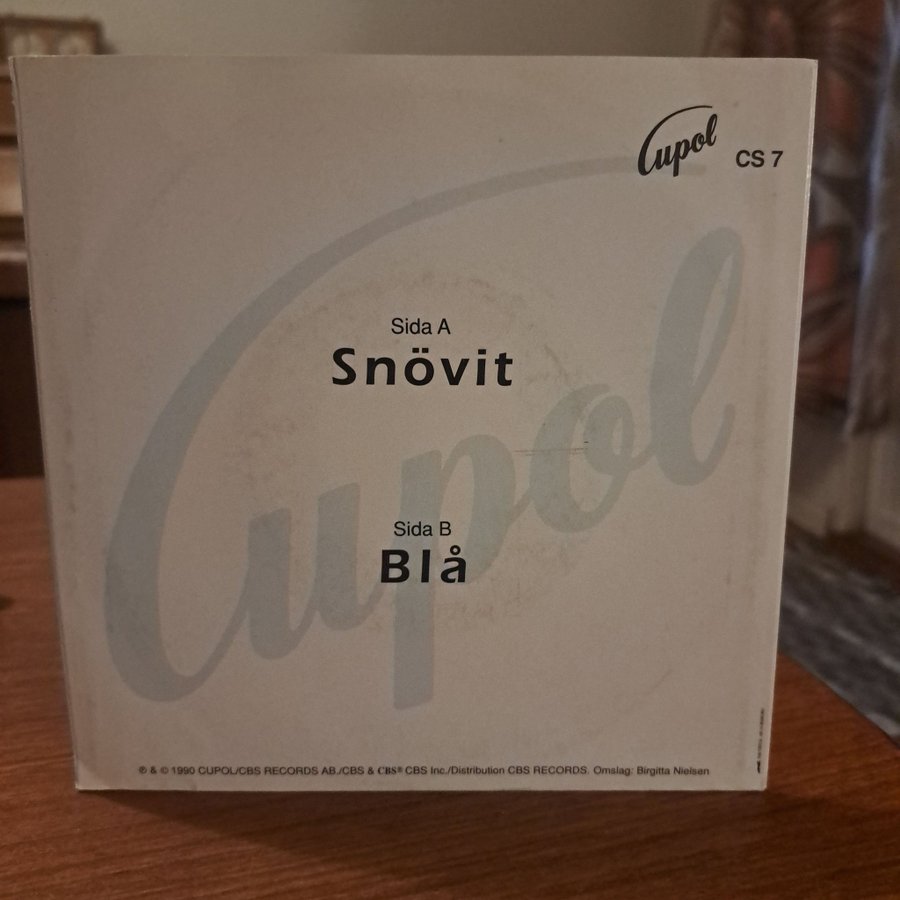 Cupol CS 7
Cupol
Sida A
Snövit
Sida B
Blå
℗ & © 1990 CUPOL/CBS RECORDS AB./CBS & CBS® CBS Inc./Distribution CBS RECORDS. Omslag: Birgitta Nielsen